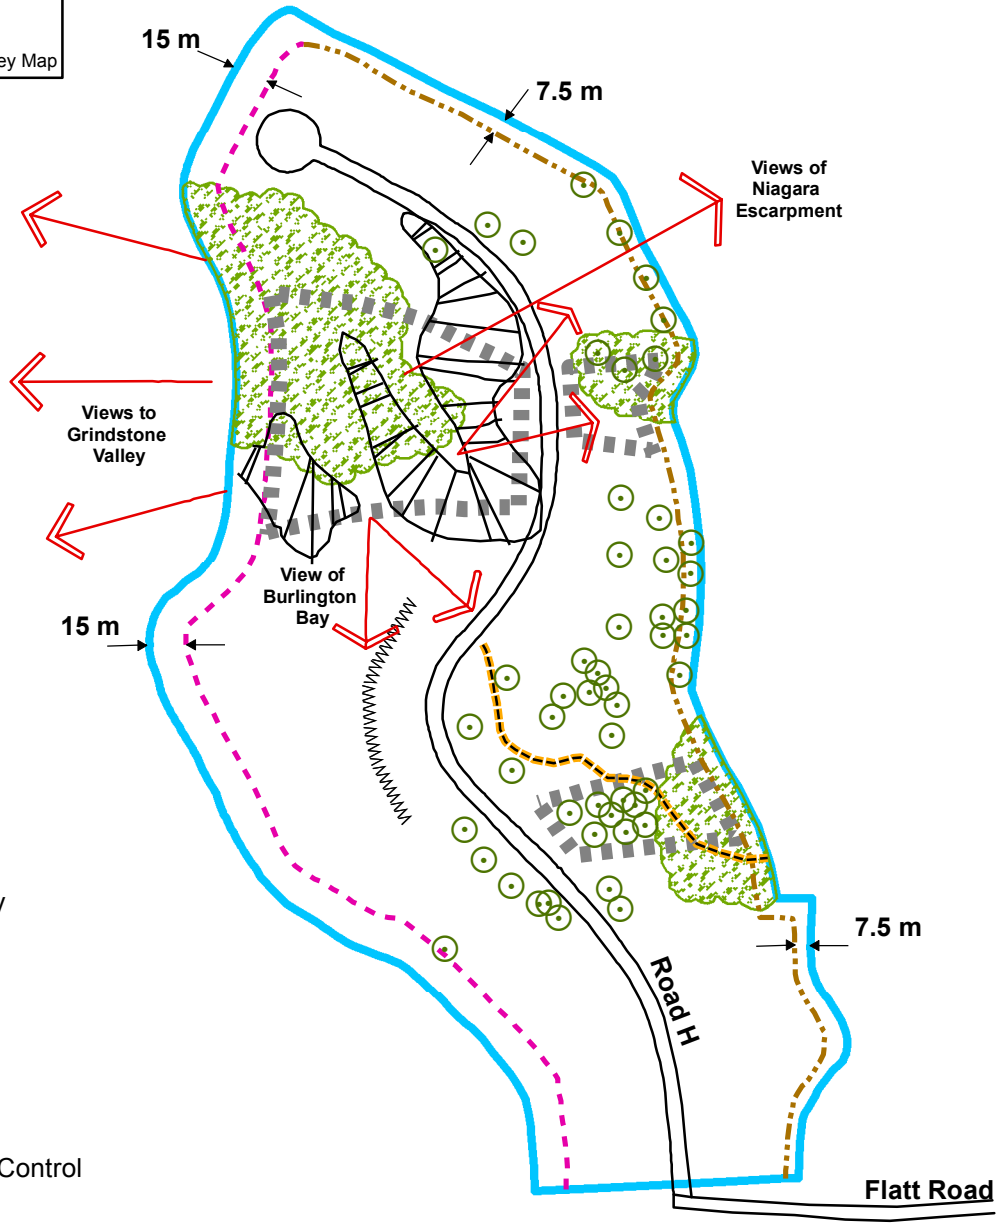 ey Map
15 m
7.5 m
Views of
Niagara
Escarpment
Views to
Grindstone
Valley
View of
Burlington
Bay
15 m
y
7.5 m
Road H
Control
Flatt Road